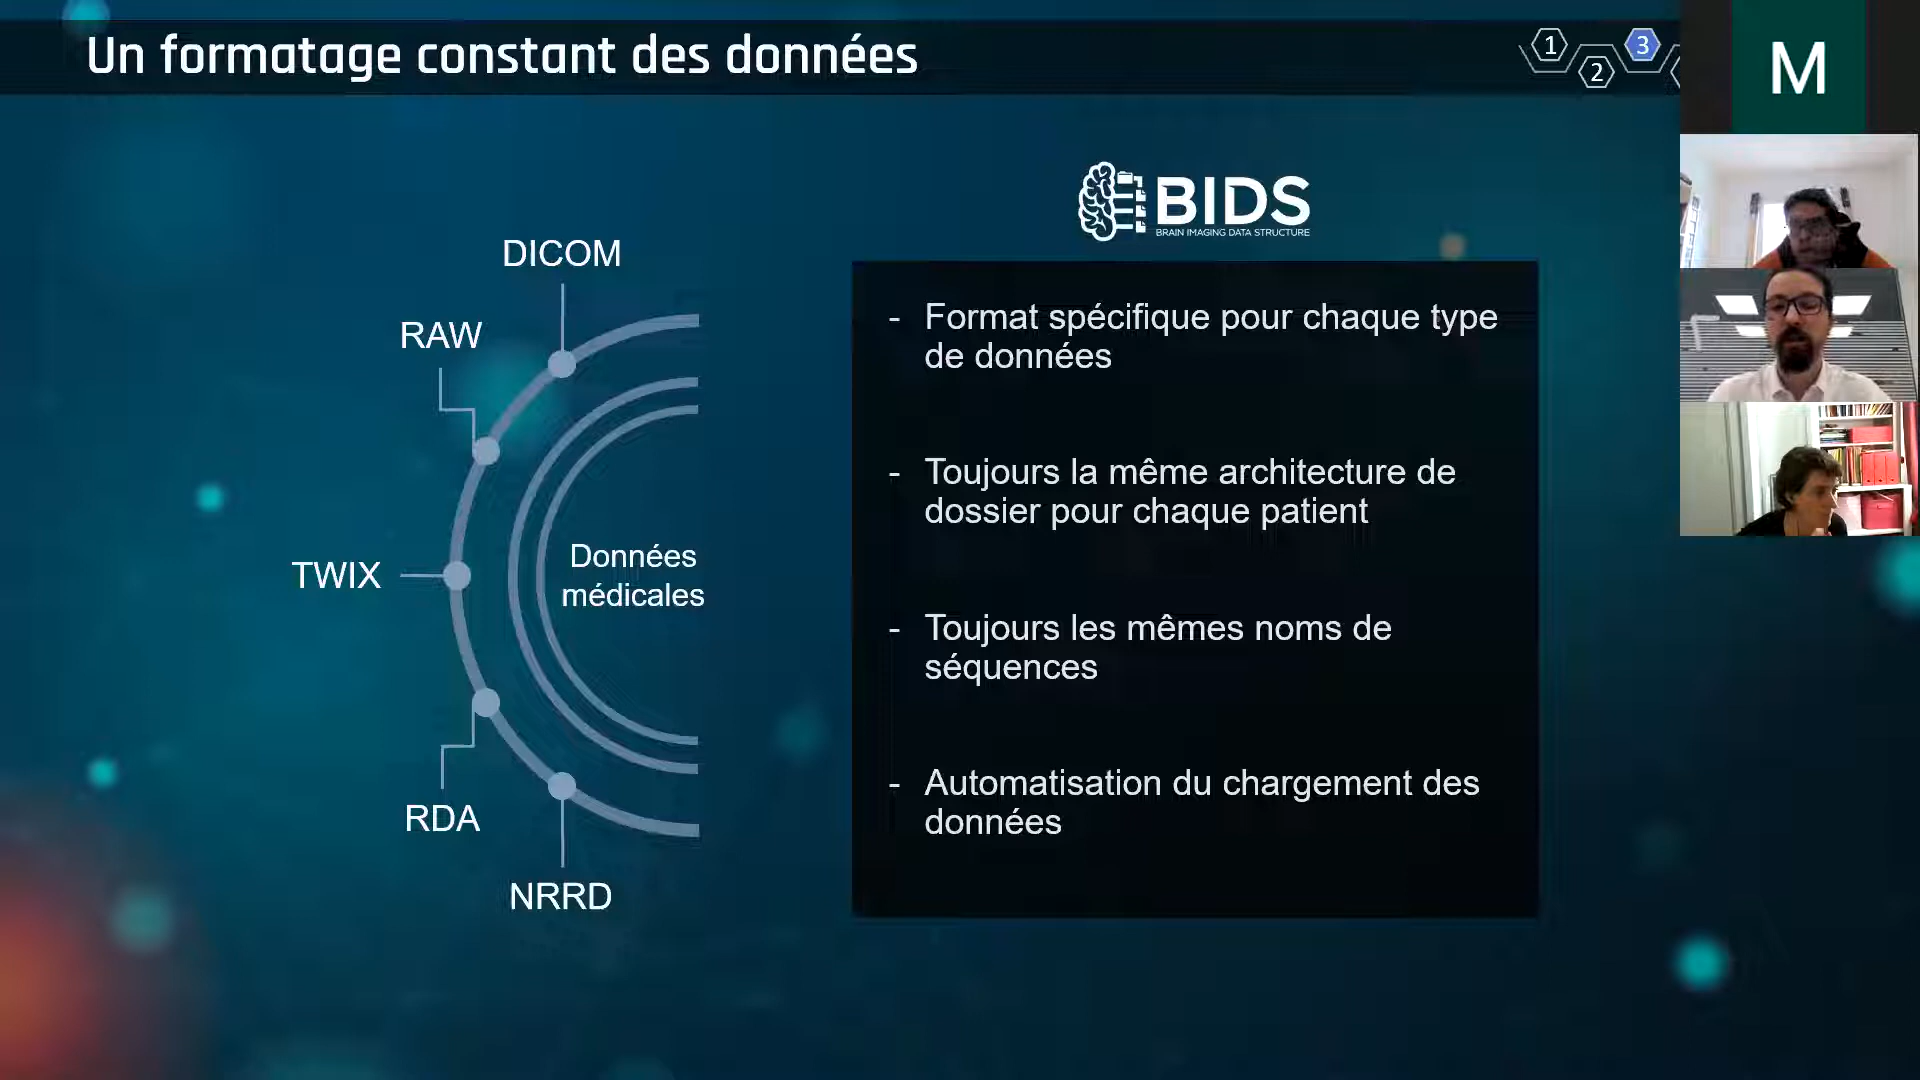 Un formatage constant des données
1
2
3
M
BIDS
BRAIN IMAGING DATA STRUCTURE
DICOM
RAW
TWIX
RDA
NRRD
Données
médicales
- Format spécifique pour chaque type
de données
- Toujours la même architecture de
dossier pour chaque patient
- Toujours les mêmes noms de
séquences
- Automatisation du chargement des
données